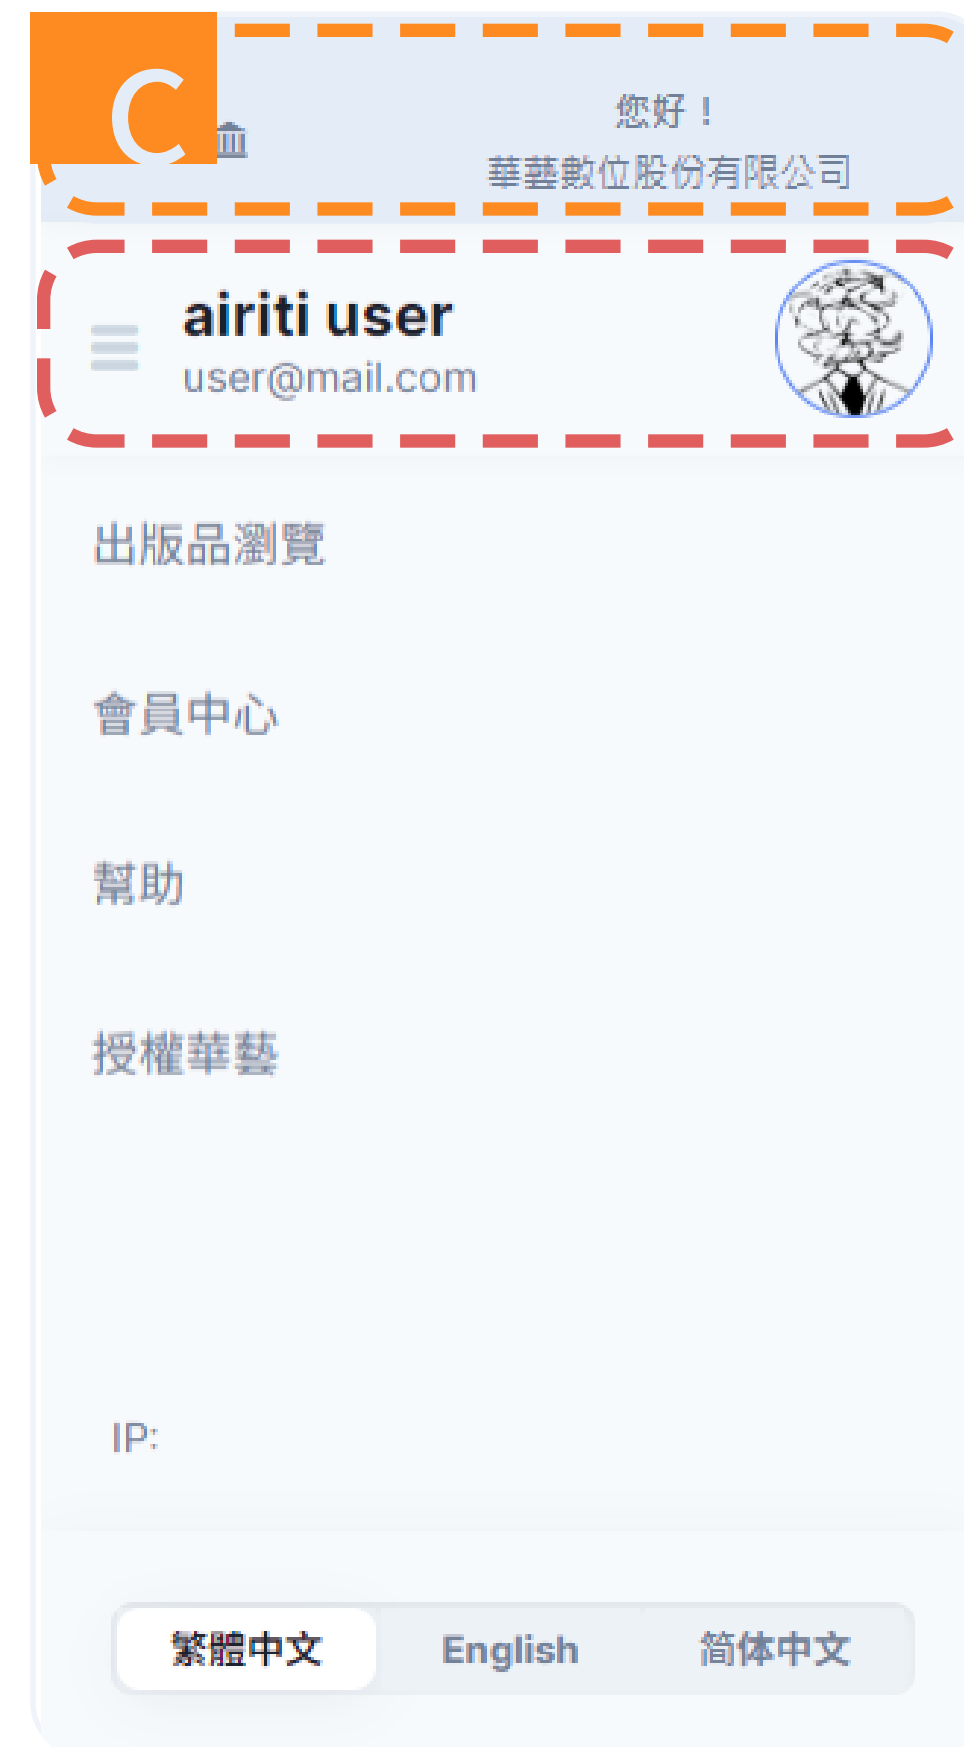 C
您好！
華藝數位股份有限公司
airiti user
user@mail.com
出版品瀏覽
會員中心
幫助
授權華藝
IP:
繁體中文 English 简体中文